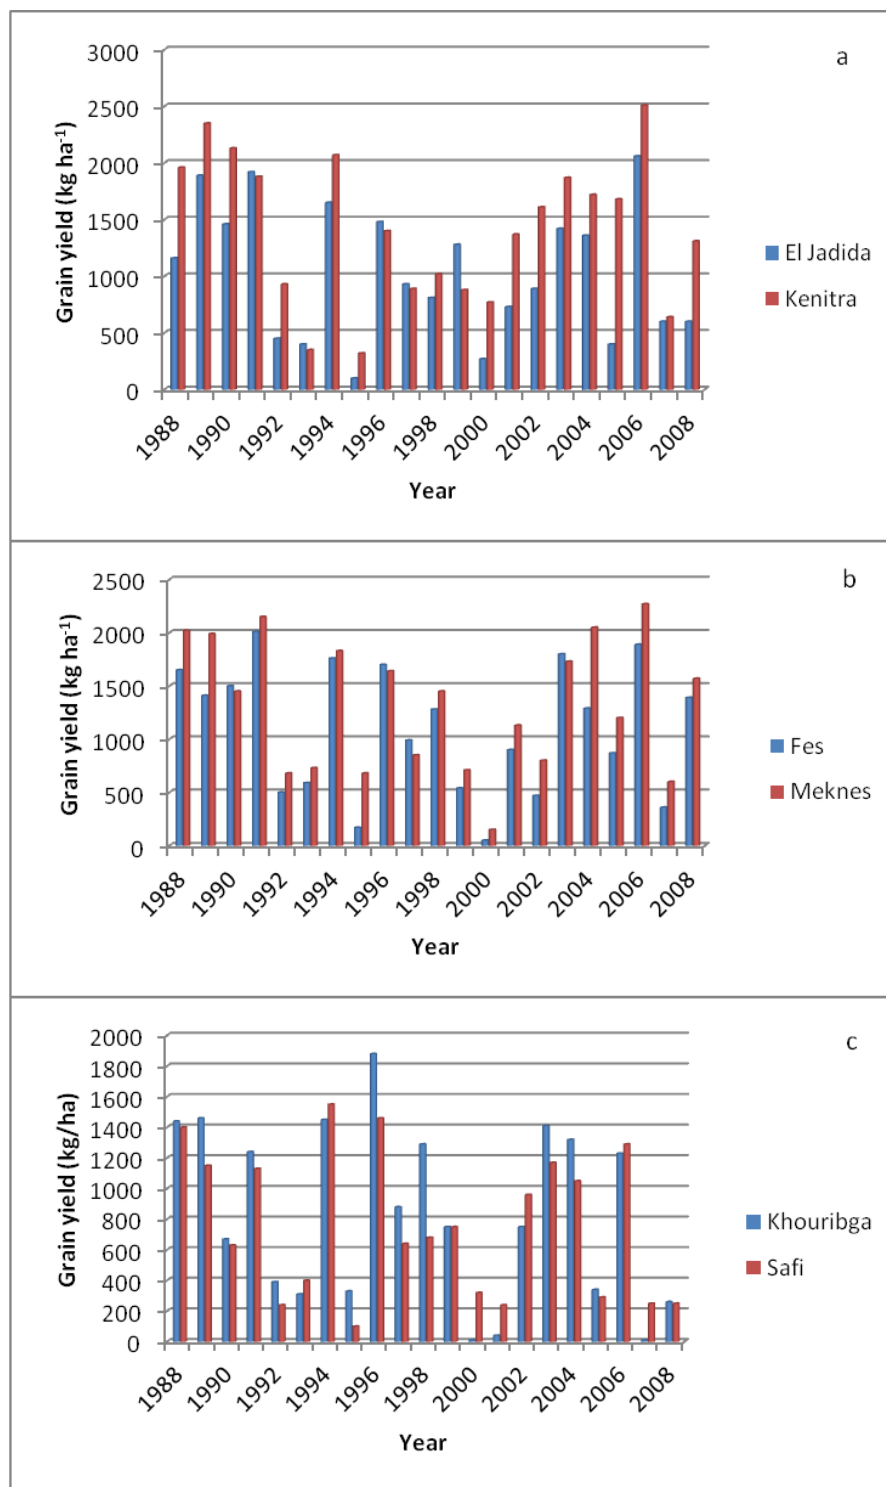 a
3000
2500
2000
1500
1000
500
0
Grain yield (kg ha-1)
El Jadida
Kenitra
1988 1990 1992 1994 1996 1998 2000 2002 2004 2006 2008
Year
b
2500
2000
1500
1000
500
0
Grain yield (kg ha-1)
Fes
Meknes
1988 1990 1992 1994 1996 1998 2000 2002 2004 2006 2008
Year
c
2000
1800
1600
1400
1200
1000
800
600
400
200
0
Grain yield (kg/ha)
Khouribga
Safi
1988 1990 1992 1994 1996 1998 2000 2002 2004 2006 2008
Year